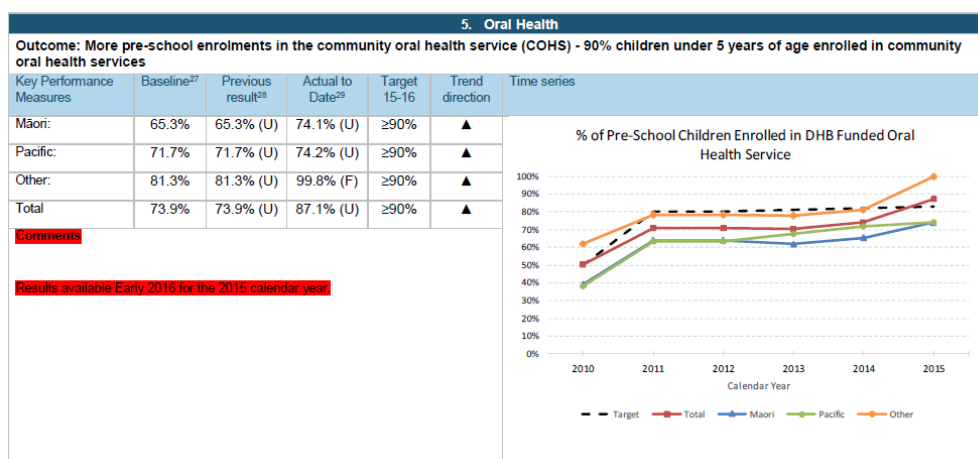 5. Oral Health
Outcome: More pre-school enrolments in the community oral health service (COHS) - 90% children under 5 years of age enrolled in community
oral health services
Key Performance Measures Baseline27 Previous result28 Actual to Date29 Target 15-16 Trend direction Time series
Māori: 65.3% 65.3% (U) 74.1% (U) ≥90% ▲
Pacific: 71.7% 71.7% (U) 74.2% (U) ≥90% ▲
Other: 81.3% 81.3% (U) 99.8% (F) ≥90% ▲
Total 73.9% 73.9% (U) 87.1% (U) ≥90% ▲
Comments
Results available Early 2016 for the 2015 calendar year.
% of Pre-School Children Enrolled in DHB Funded Oral
Health Service
100%
90%
80%
70%
60%
50%
40%
30%
20%
10%
0%
2010 2011 2012 2013 2014 2015
Calendar Year
Target Total Maori Pacific Other